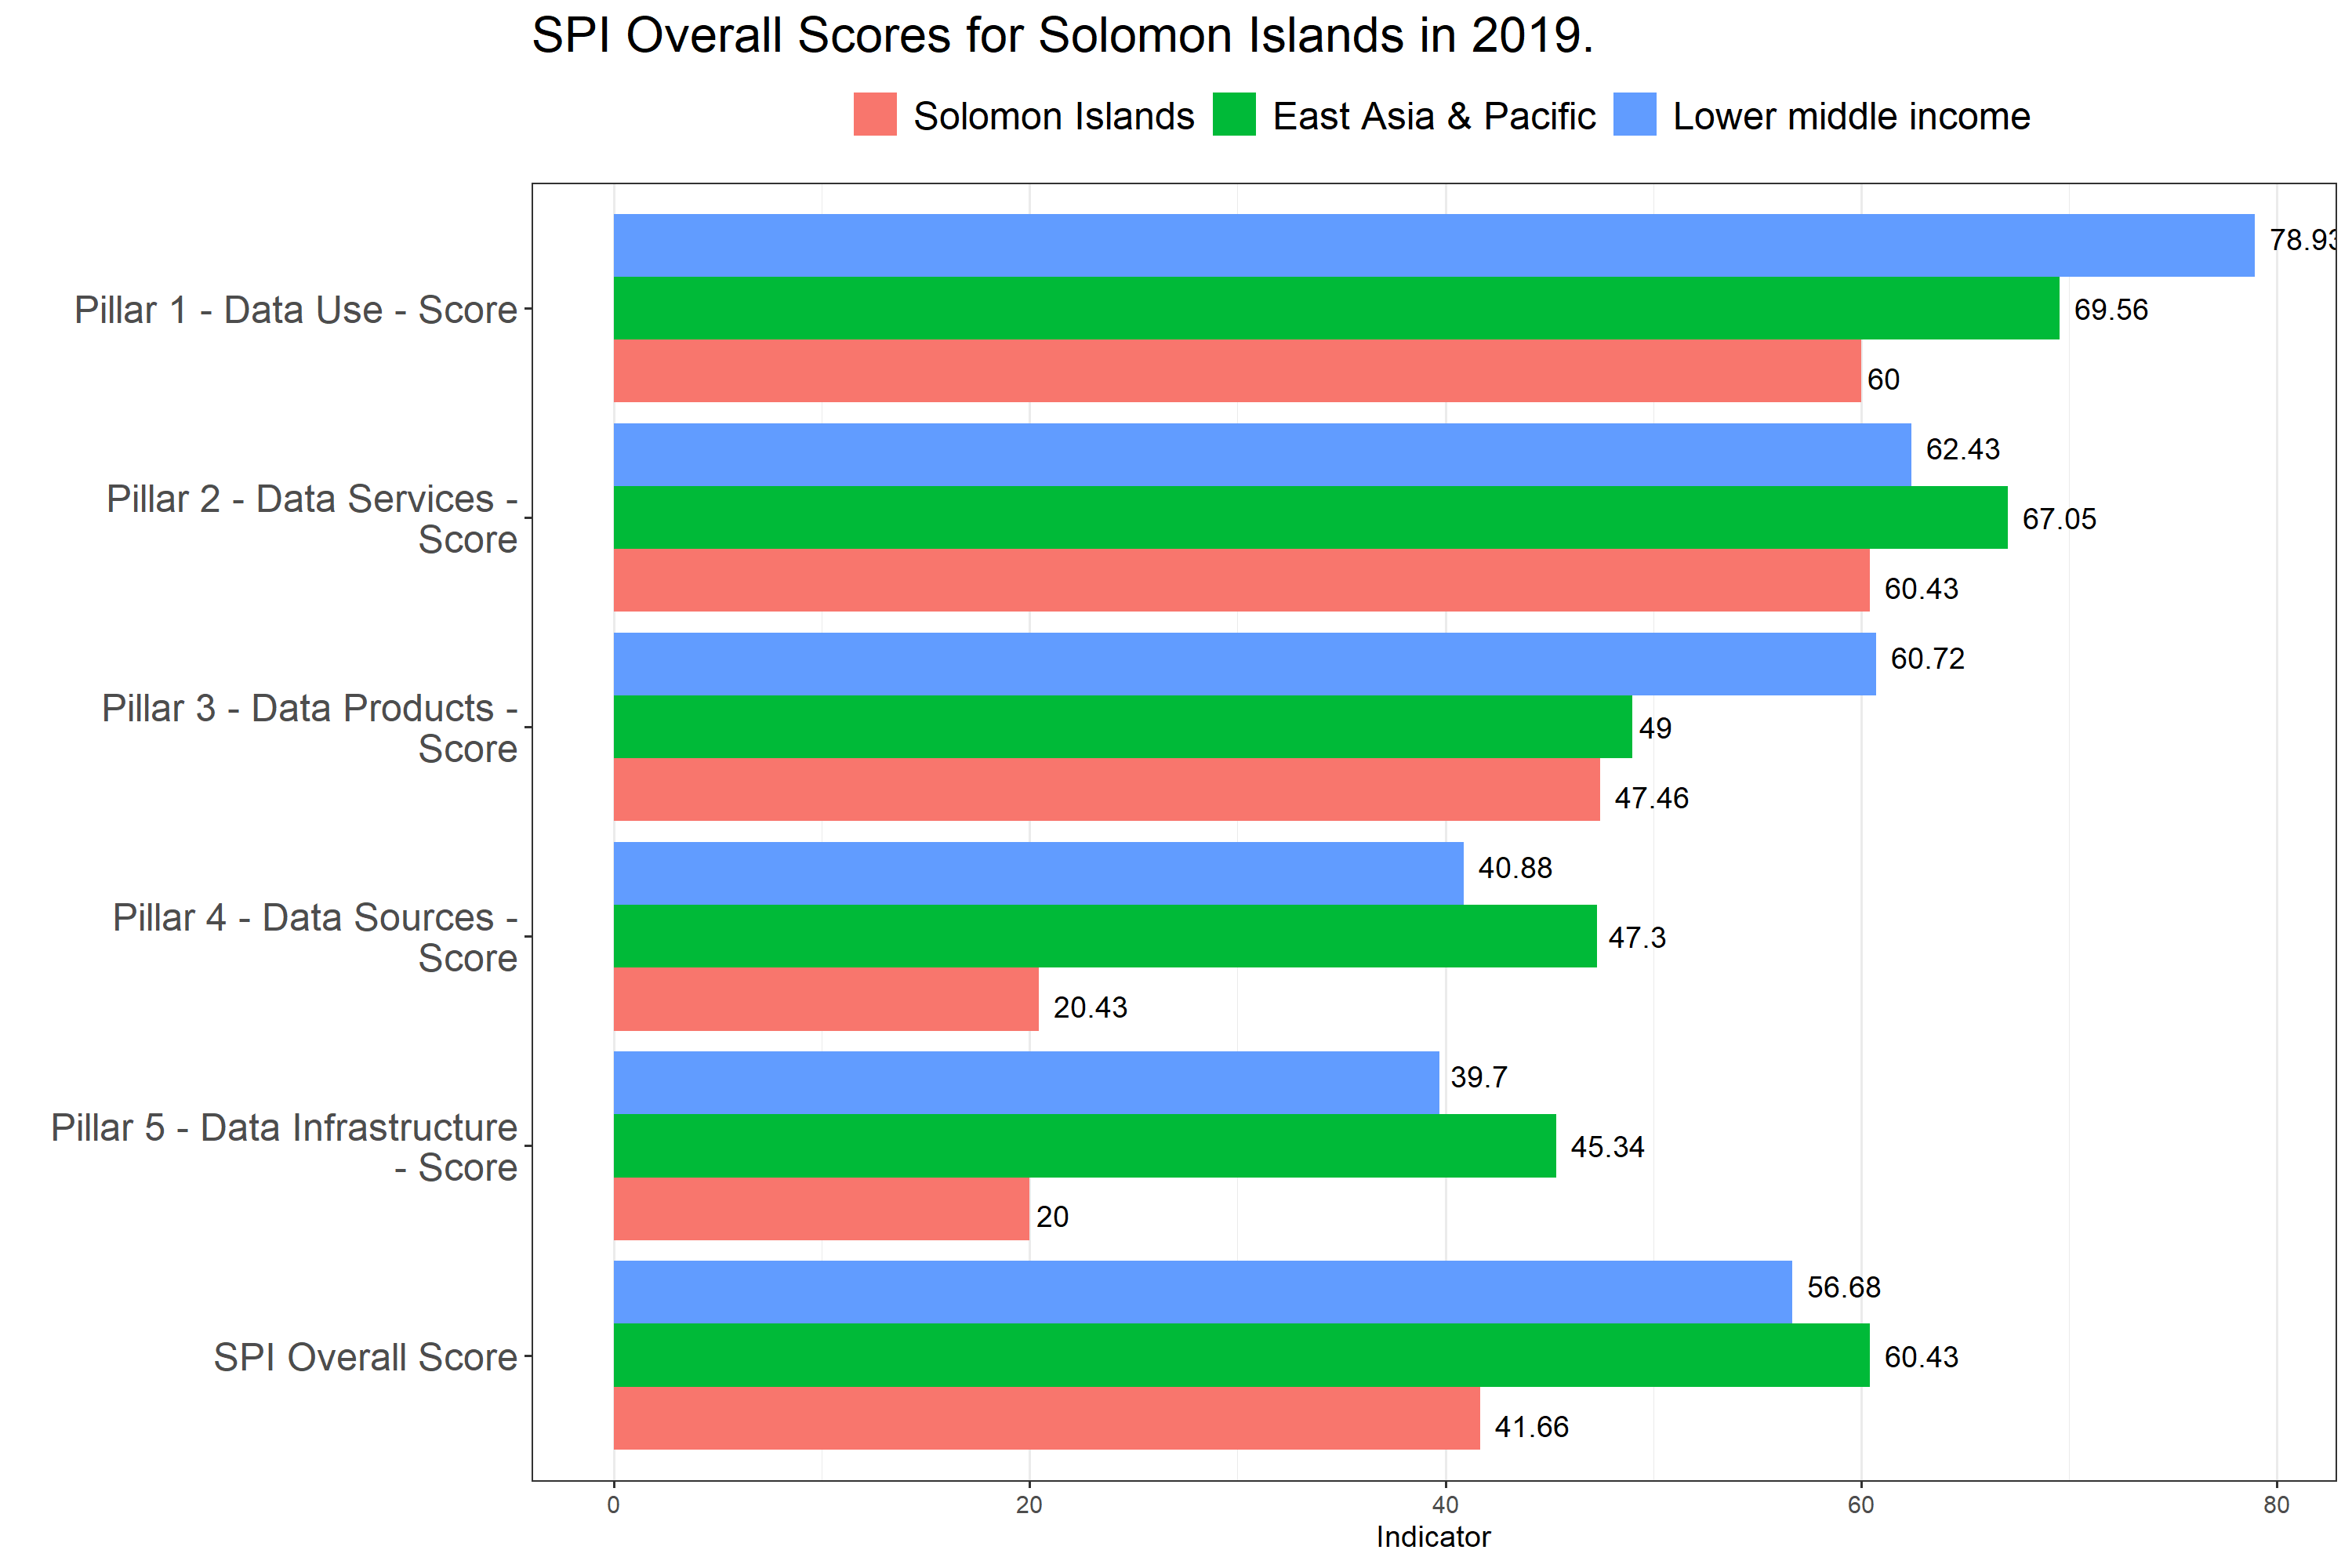 SPI Overall Scores for Solomon Islands in 2019.
Solomon Islands East Asia & Pacific Lower middle income
78.93
Pillar 1 - Data Use - Score
69.56
60
62.43
Pillar 2 - Data Services -
Score
67.05
60.43
60.72
Pillar 3 - Data Products -
Score
49
47.46
40.88
Pillar 4 - Data Sources -
Score
47.3
20.43
39.7
Pillar 5 - Data Infrastructure
- Score
45.34
20
56.68
SPI Overall Score
60.43
41.66
0 20 40 60 80
Indicator